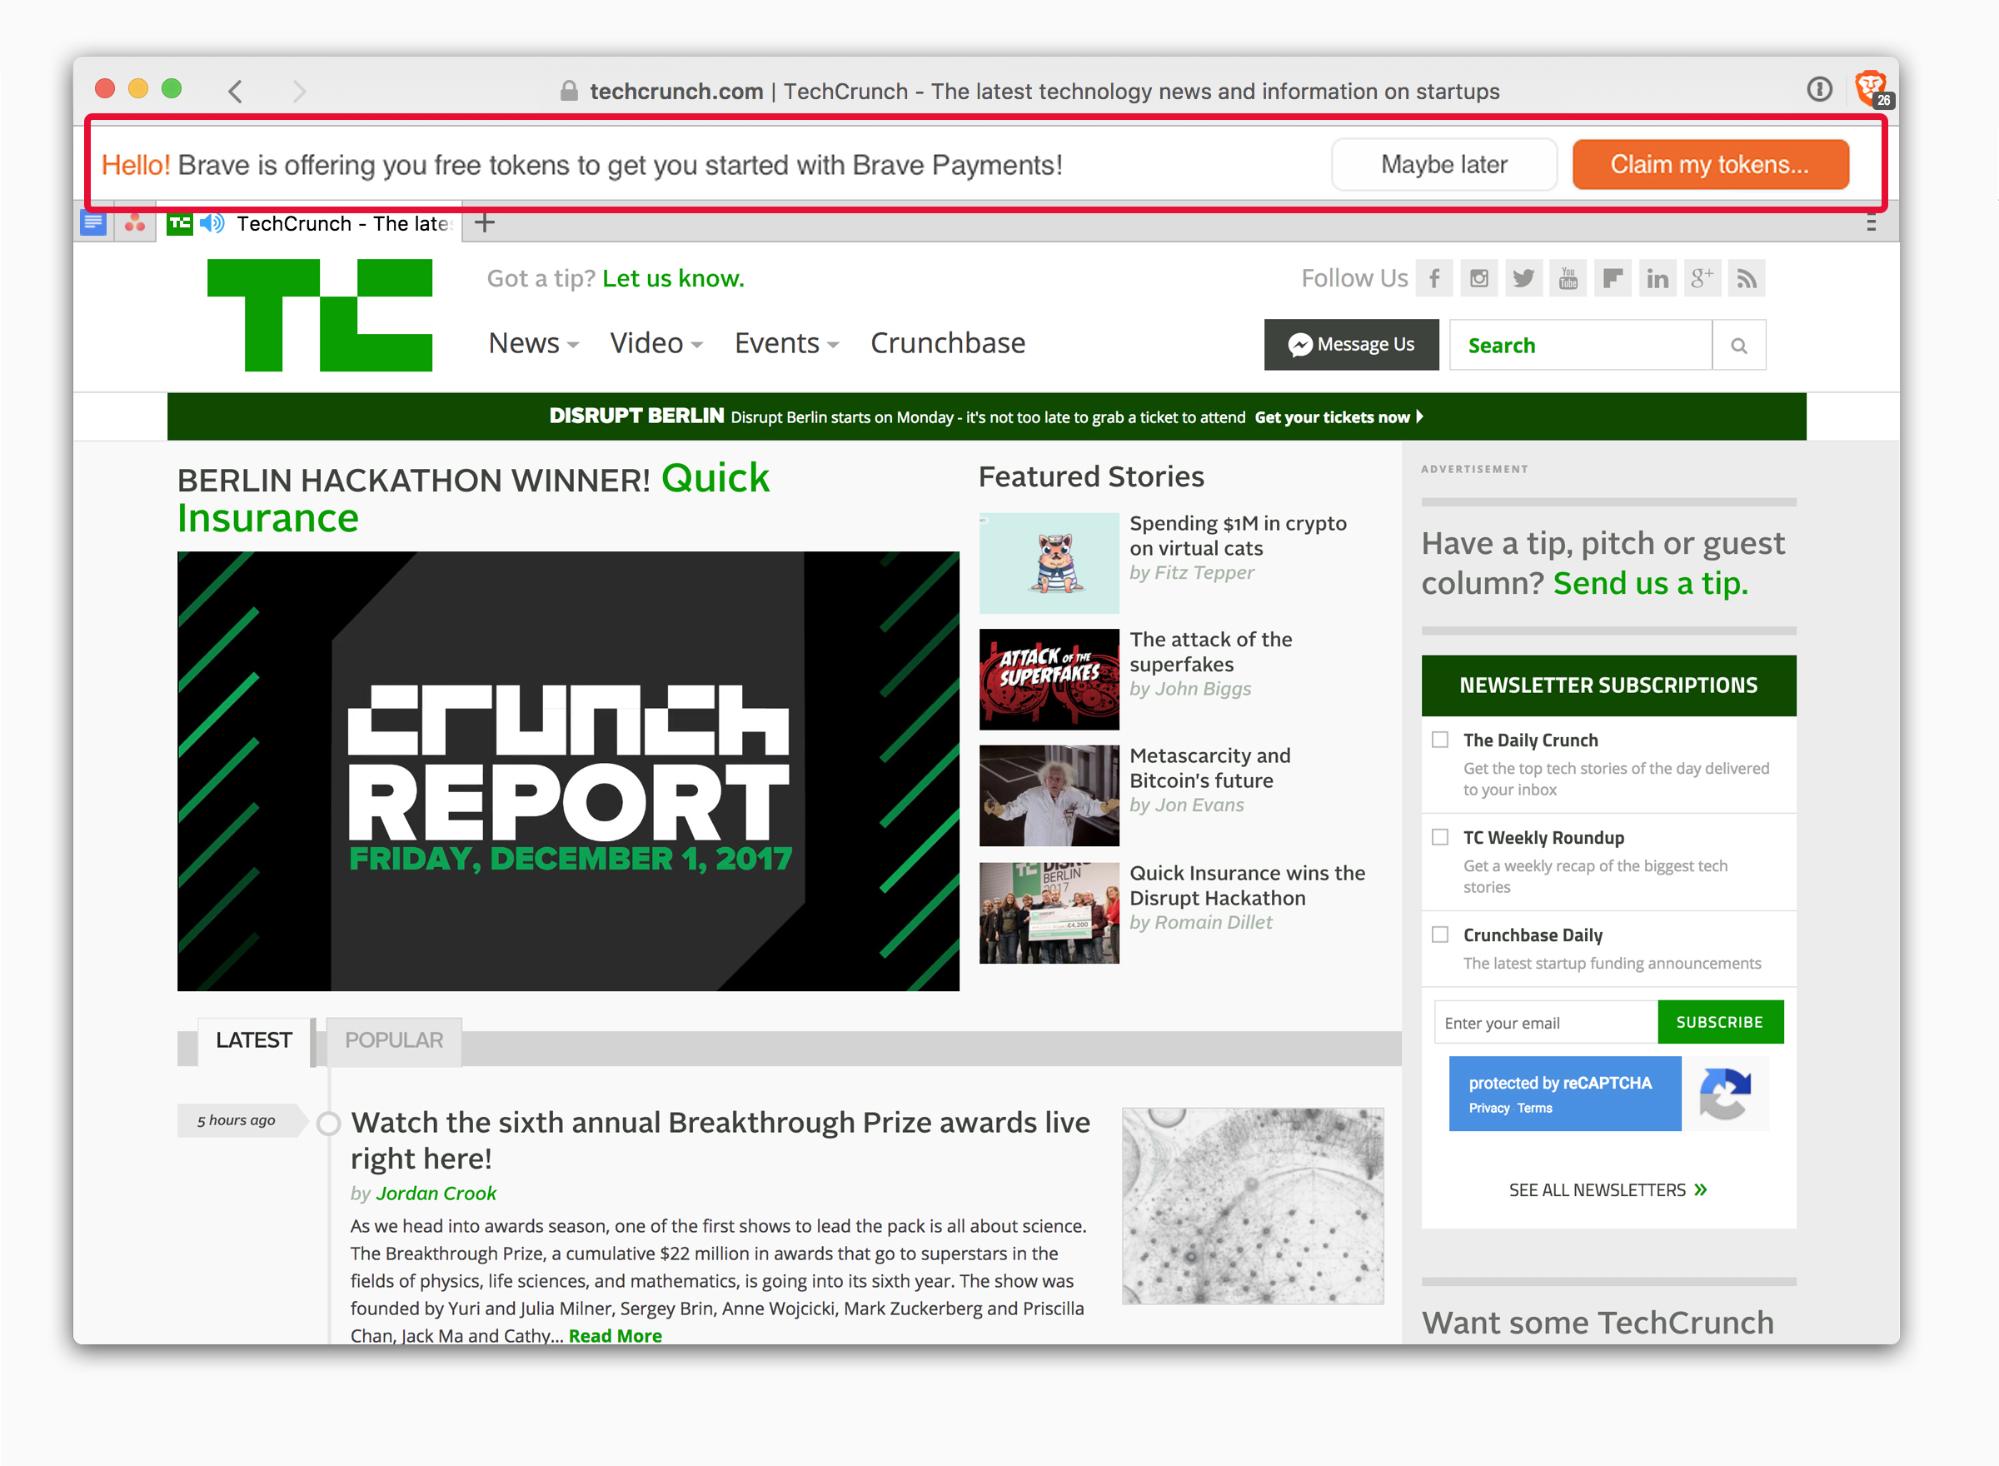 techcrunch.com | TechCrunch - The latest technology news and information on startups
26
Hello! Brave is offering you free tokens to get you started with Brave Payments!
Maybe later
Claim my tokens...
TC
TechCrunch - The late
TC
Got a tip? Let us know.
Follow Us
You Tube
in
g+
News
Video
Events
Crunchbase
Message Us
Search
DISRUPT BERLIN Disrupt Berlin starts on Monday - it's not too late to grab a ticket to attend Get your tickets now
BERLIN HACKATHON WINNER! Quick
Insurance
crunch
REPORT
FRIDAY, DECEMBER 1, 2017
Featured Stories
Spending $1M in crypto
on virtual cats
by Fitz Tepper
ATTACK OF THE
SUPERFAKES
The attack of the
superfakes
by John Biggs
Metascarcity and
Bitcoin's future
by Jon Evans
BERLIN
2017
€4,200
Quick Insurance wins the
Disrupt Hackathon
by Romain Dillet
ADVERTISEMENT
Have a tip, pitch or guest
column? Send us a tip.
NEWSLETTER SUBSCRIPTIONS
The Daily Crunch
Get the top tech stories of the day delivered
to your inbox
TC Weekly Roundup
Get a weekly recap of the biggest tech
stories
Crunchbase Daily
The latest startup funding announcements
Enter your email
SUBSCRIBE
protected by reCAPTCHA
Privacy Terms
SEE ALL NEWSLETTERS »
Want some TechCrunch
LATEST
POPULAR
5 hours ago
Watch the sixth annual Breakthrough Prize awards live
right here!
by Jordan Crook
As we head into awards season, one of the first shows to lead the pack is all about science.
The Breakthrough Prize, a cumulative $22 million in awards that go to superstars in the
fields of physics, life sciences, and mathematics, is going into its sixth year. The show was
founded by Yuri and Julia Milner, Sergey Brin, Anne Wojcicki, Mark Zuckerberg and Priscilla
Chan, Jack Ma and Cathy... Read More